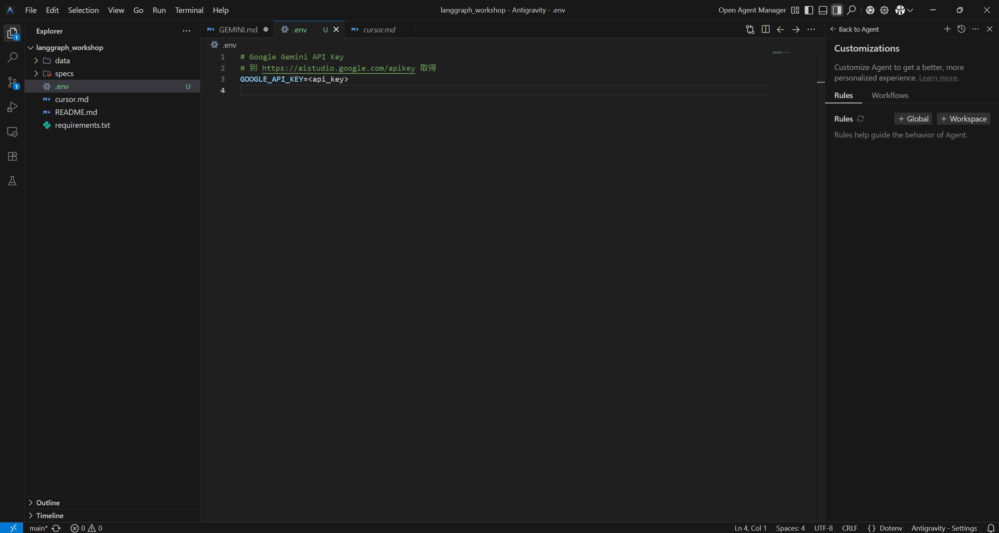 File Edit Selection View Go Run Terminal Help
langgraph_workshop - Antigravity - .env
Open Agent Manager
Explorer
langgraph_workshop
data
specs
.env U
cursor.md
README.md
requirements.txt
Outline
Timeline
GEMINI.md
.env U
cursor.md
.env
1 # Google Gemini API Key
2 # 到 https://aistudio.google.com/apikey 取得
3 GOOGLE_API_KEY=<api_key>
4
Back to Agent
Customizations
Customize Agent to get a better, more
personalized experience. Learn more.
Rules Workflows
Rules + Global + Workspace
Rules help guide the behavior of Agent.
1
1
main* 0 0
Ln 4, Col 1 Spaces: 4 UTF-8 CRLF {} Dotenv Antigravity - Settings